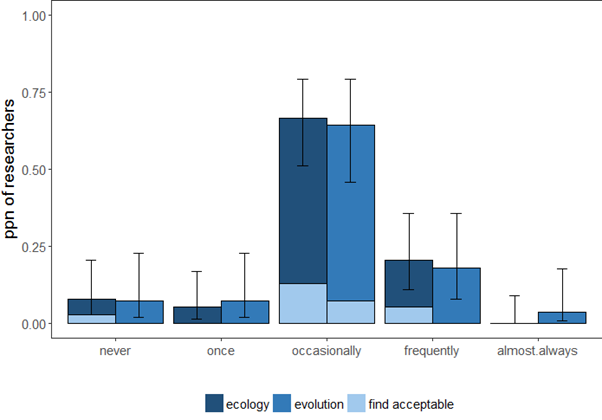 ppn of researchers
1.00
0.75
0.50
0.25
0.00
never once occasionally frequently almost.always
ecology evolution find acceptable